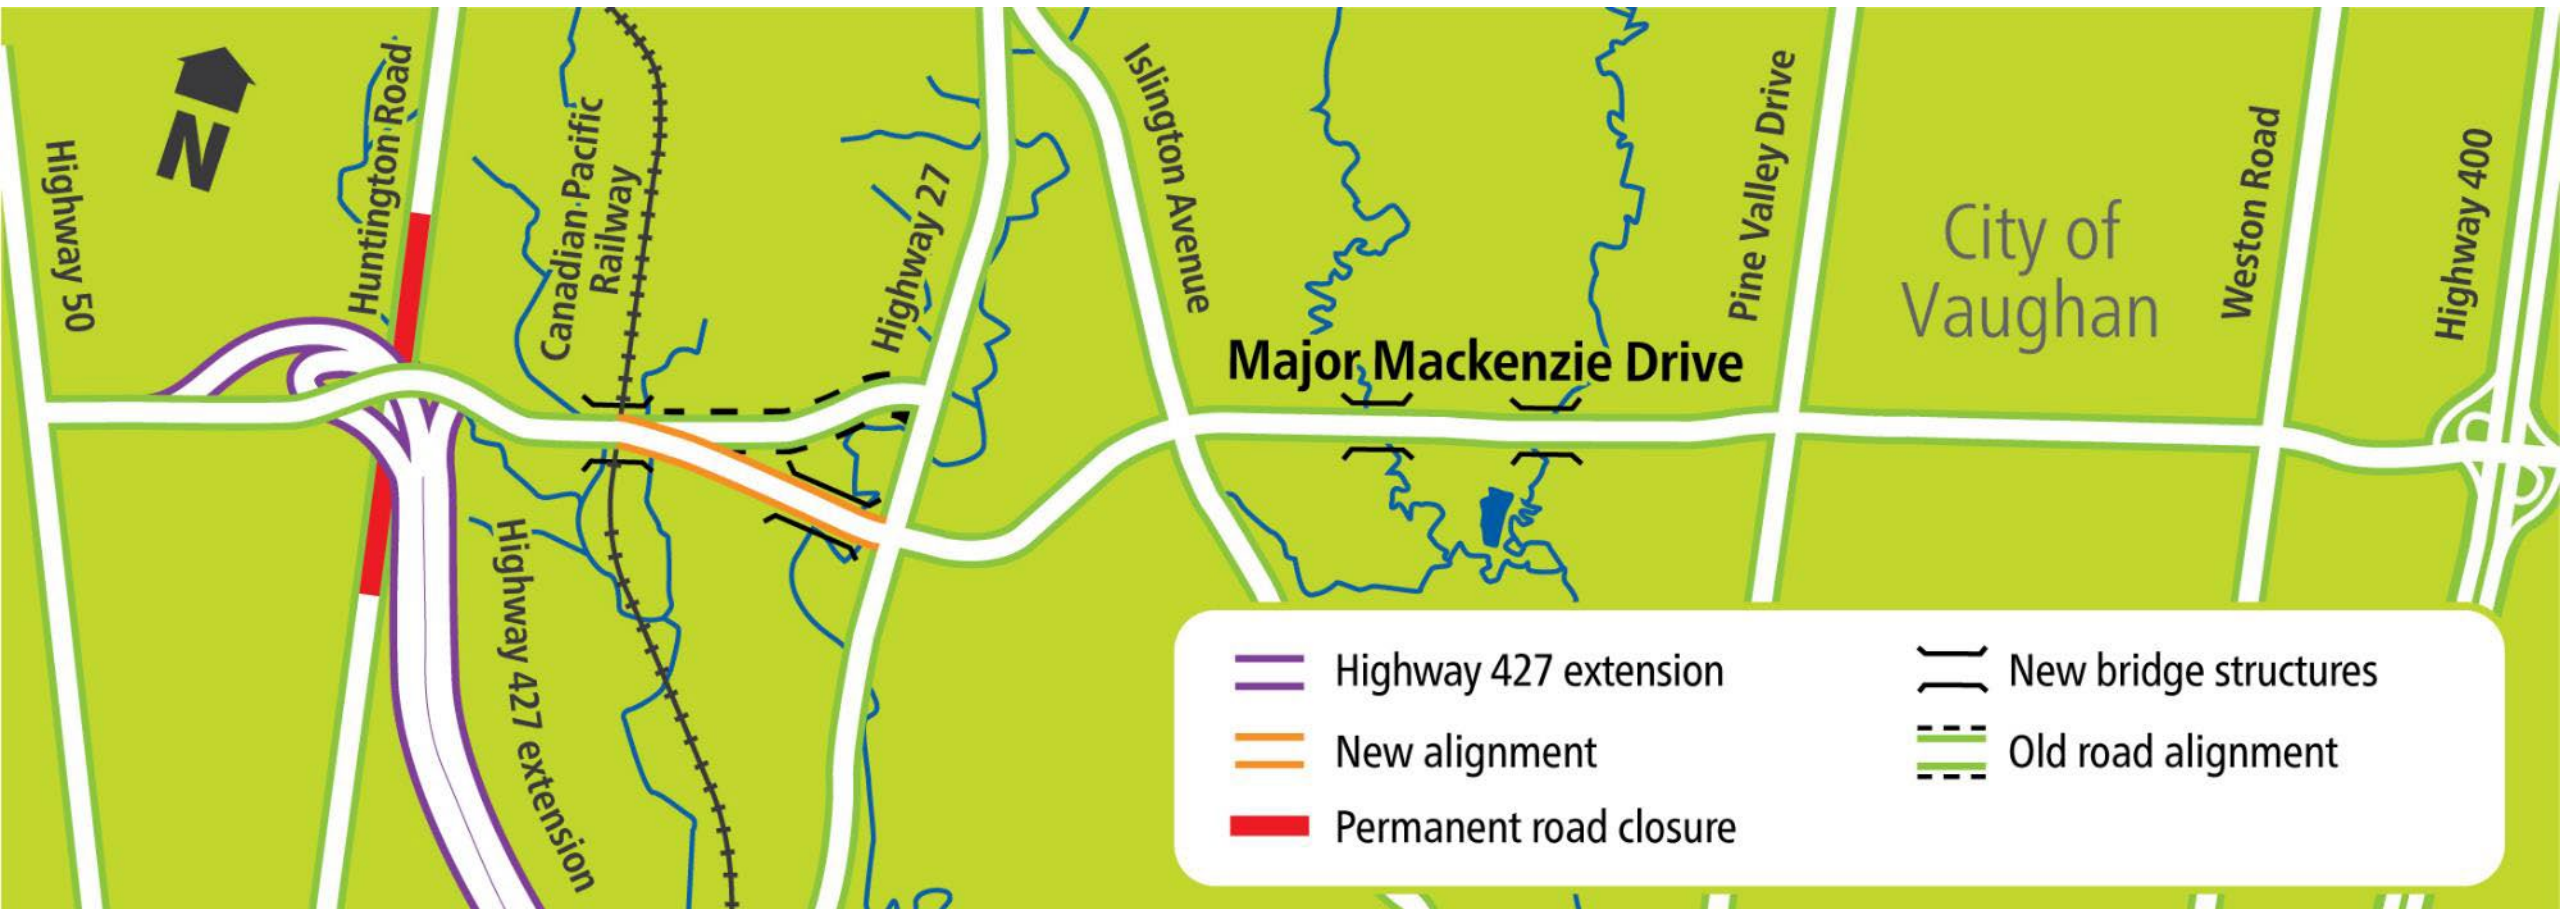 N
Highway 50
Huntington Road
Canadian Pacific
Railway
Highway 27
Islington Avenue
Pine Valley Drive
City of
Vaughan
Weston Road
Highway 400
Major Mackenzie Drive
Highway 427 extension
Highway 427 extension
New alignment
Permanent road closure
New bridge structures
Old road alignment